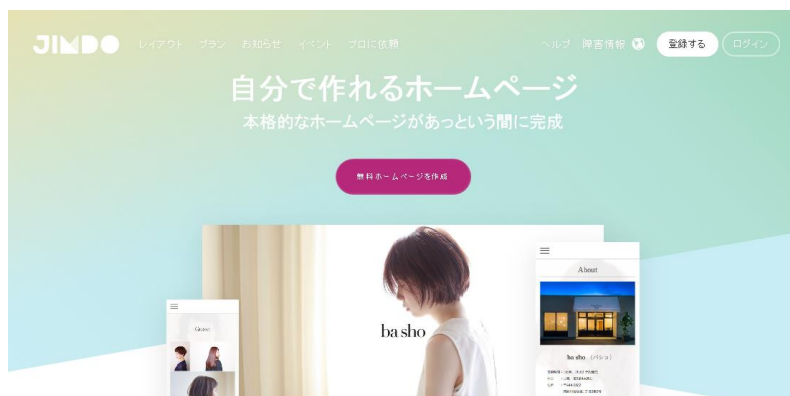 JIMDO レイアウト プラン お知らせ イベント プロに依頼 ヘルプ 障害情報 登録する ログイン
自分で作れるホームページ
本格的なホームページがあっという間に完成
無料ホームページを作成
About
ba sho
ba sho （バショ）